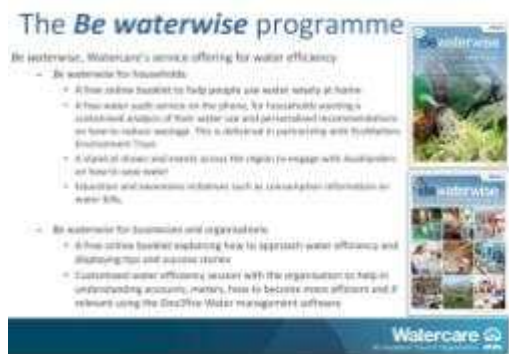 The Be waterwise programme
Be waterwise, Watercare's service offering for water efficiency
– Be waterwise for households
• A free online booklet to help people use water wisely at home
• A free water audit service on the phone, for households wanting a
customised analysis of their water use and personalised recommendations
on how to reduce wastage. This is delivered in partnership with EcoMatters
Environment Trust
• A stand at shows and events across the region to engage with Aucklanders
on how to save water
• Education and awareness initiatives such as consumption information on
water bills.
– Be waterwise for businesses and organisations
• A free online booklet explaining how to approach water efficiency and
displaying tips and success stories
• Customised water efficiency session with the organisation to help in
understanding accounts, meters, how to become more efficient and if
relevant using the Water management software
Be waterwise
Be waterwise
Watercare